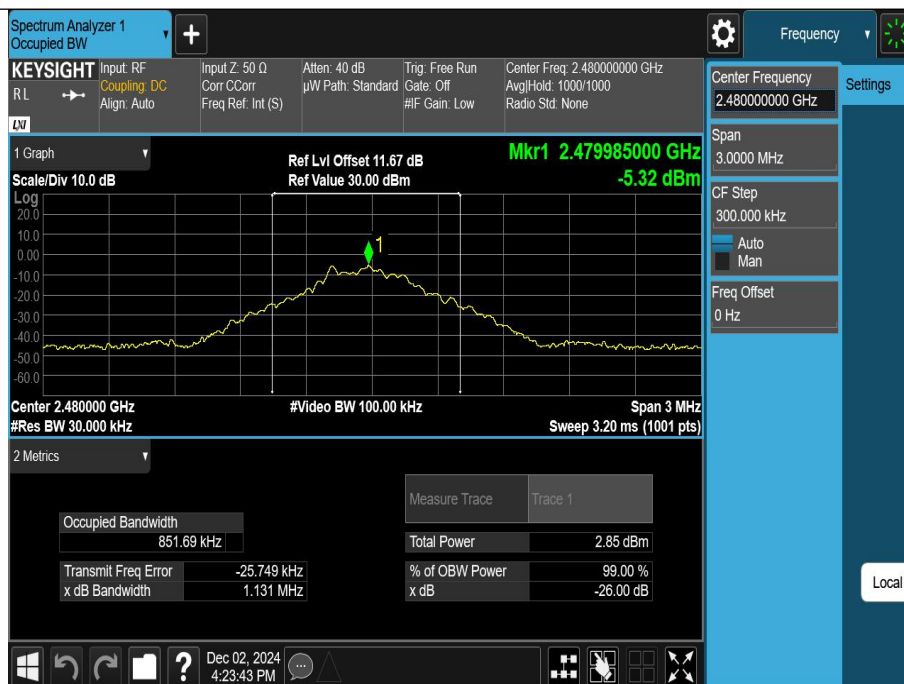 Spectrum Analyzer 1
Occupied BW
+
Frequency
KEYSIGHT
R L
LXI
Input: RF
Coupling: DC
Align: Auto
Input Z: 50 Ω
Corr CCorr
Freq Ref: Int (S)
Atten: 40 dB
µW Path: Standard
Trig: Free Run
Gate: Off
#IF Gain: Low
Center Freq: 2.480000000 GHz
Avg|Hold: 1000/1000
Radio Std: None
Center Frequency
2.480000000 GHz
Settings
Span
3.0000 MHz
CF Step
300.000 kHz
Auto
Man
Freq Offset
0 Hz
Local
1 Graph
Scale/Div 10.0 dB
Ref Lvl Offset 11.67 dB
Ref Value 30.00 dBm
Mkr1 2.479985000 GHz
-5.32 dBm
Log
20.0
10.0
0.00
-10.0
-20.0
-30.0
-40.0
-50.0
-60.0
1
Center 2.480000 GHz
#Video BW 100.00 kHz
Span 3 MHz
#Res BW 30.000 kHz
Sweep 3.20 ms (1001 pts)
2 Metrics
Measure Trace Trace 1
Occupied Bandwidth
851.69 kHz
Total Power 2.85 dBm
Transmit Freq Error -25.749 kHz
% of OBW Power 99.00 %
x dB Bandwidth 1.131 MHz
x dB -26.00 dB
?
Dec 02, 2024
4:23:43 PM